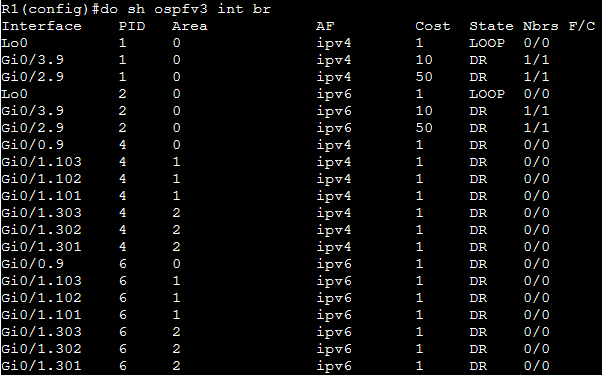 R1(config)#do sh ospfv3 int br
Interface    PID   Area            AF          Cost  State Nbrs F/C
Lo0          1     0               ipv4        1     LOOP  0/0
Gi0/3.9      1     0               ipv4        10    DR    1/1
Gi0/2.9      1     0               ipv4        50    DR    1/1
Lo0          2     0               ipv6        1     LOOP  0/0
Gi0/3.9      2     0               ipv6        10    DR    1/1
Gi0/2.9      2     0               ipv6        50    DR    1/1
Gi0/0.9      4     0               ipv4        1     DR    0/0
Gi0/1.103    4     1               ipv4        1     DR    0/0
Gi0/1.102    4     1               ipv4        1     DR    0/0
Gi0/1.101    4     1               ipv4        1     DR    0/0
Gi0/1.303    4     2               ipv4        1     DR    0/0
Gi0/1.302    4     2               ipv4        1     DR    0/0
Gi0/1.301    4     2               ipv4        1     DR    0/0
Gi0/0.9      6     0               ipv6        1     DR    0/0
Gi0/1.103    6     1               ipv6        1     DR    0/0
Gi0/1.102    6     1               ipv6        1     DR    0/0
Gi0/1.101    6     1               ipv6        1     DR    0/0
Gi0/1.303    6     2               ipv6        1     DR    0/0
Gi0/1.302    6     2               ipv6        1     DR    0/0
Gi0/1.301    6     2               ipv6        1     DR    0/0